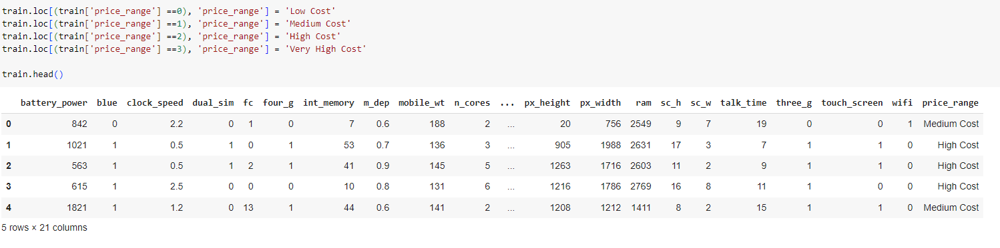 train.loc[(train['price_range'] ==0), 'price_range'] = 'Low Cost'
train.loc[(train['price_range'] ==1), 'price_range'] = 'Medium Cost'
train.loc[(train['price_range'] ==2), 'price_range'] = 'High Cost'
train.loc[(train['price_range'] ==3), 'price_range'] = 'Very High Cost'
train.head()
battery_power blue clock_speed dual_sim fc four_g int_memory m_dep mobile_wt n_cores ... px_height px_width ram sc_h sc_w talk_time three_g touch_screen wifi price_range
0 842 0 2.2 0 1 0 7 0.6 188 2 ... 20 756 2549 9 7 19 0 0 1 Medium Cost
1 1021 1 0.5 1 0 1 53 0.7 136 3 ... 905 1988 2631 17 3 7 1 1 0 High Cost
2 563 1 0.5 1 2 1 41 0.9 145 5 ... 1263 1716 2603 11 2 9 1 1 0 High Cost
3 615 1 2.5 0 0 0 10 0.8 131 6 ... 1216 1786 2769 16 8 11 1 0 0 High Cost
4 1821 1 1.2 0 13 1 44 0.6 141 2 ... 1208 1212 1411 8 2 15 1 1 0 Medium Cost
5 rows × 21 columns